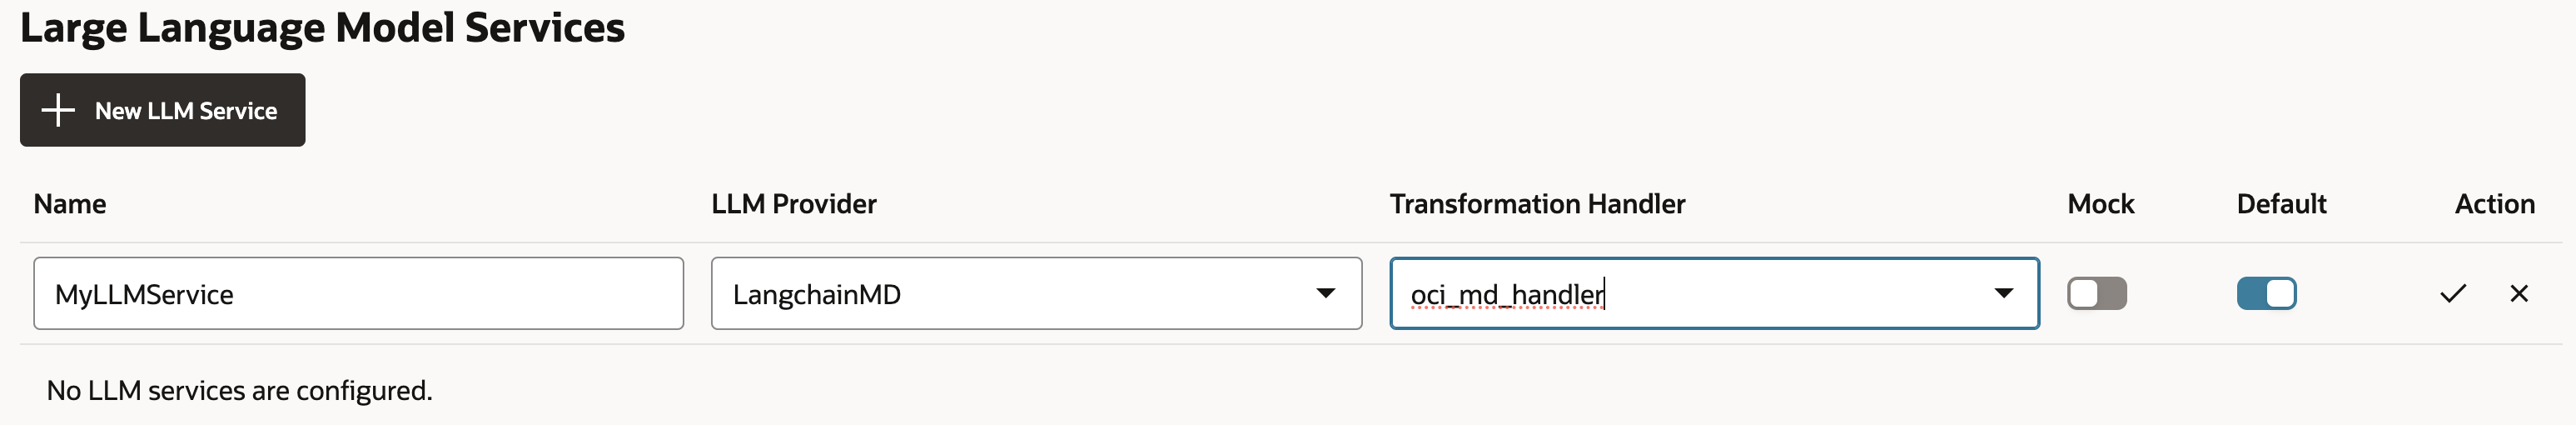 Large Language Model Services
New LLM Service
Name LLM Provider Transformation Handler Mock Default Action
MyLLMService LangchainMD oci_md_handler
No LLM services are configured.